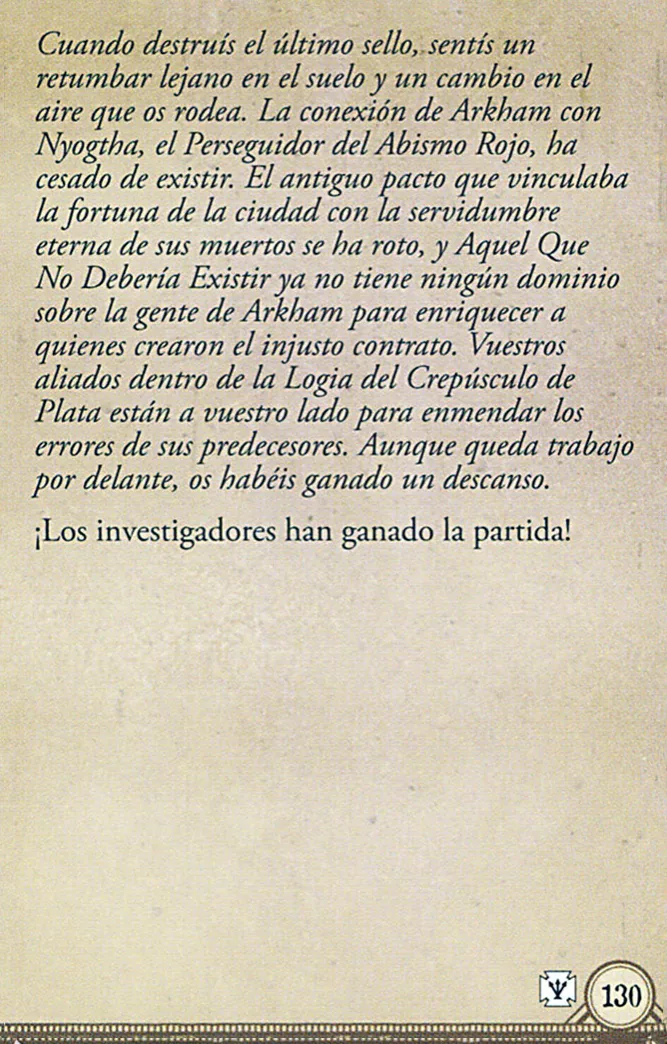 Cuando destruís el último sello, sentís un
retumbar lejano en el suelo y un cambio en el
aire que os rodea. La conexión de Arkham con
Nyogtha, el Perseguidor del Abismo Rojo, ha
cesado de existir. El antiguo pacto que vinculaba
la fortuna de la ciudad con la servidumbre
eterna de sus muertos se ha roto, y Aquel Que
No Debería Existir ya no tiene ningún dominio
sobre la gente de Arkham para enriquecer a
quienes crearon el injusto contrato. Vuestros
aliados dentro de la Logia del Crepúsculo de
Plata están a vuestro lado para enmendar los
errores de sus predecesores. Aunque queda trabajo
por delante, os habéis ganado un descanso.
¡Los investigadores han ganado la partida!
130